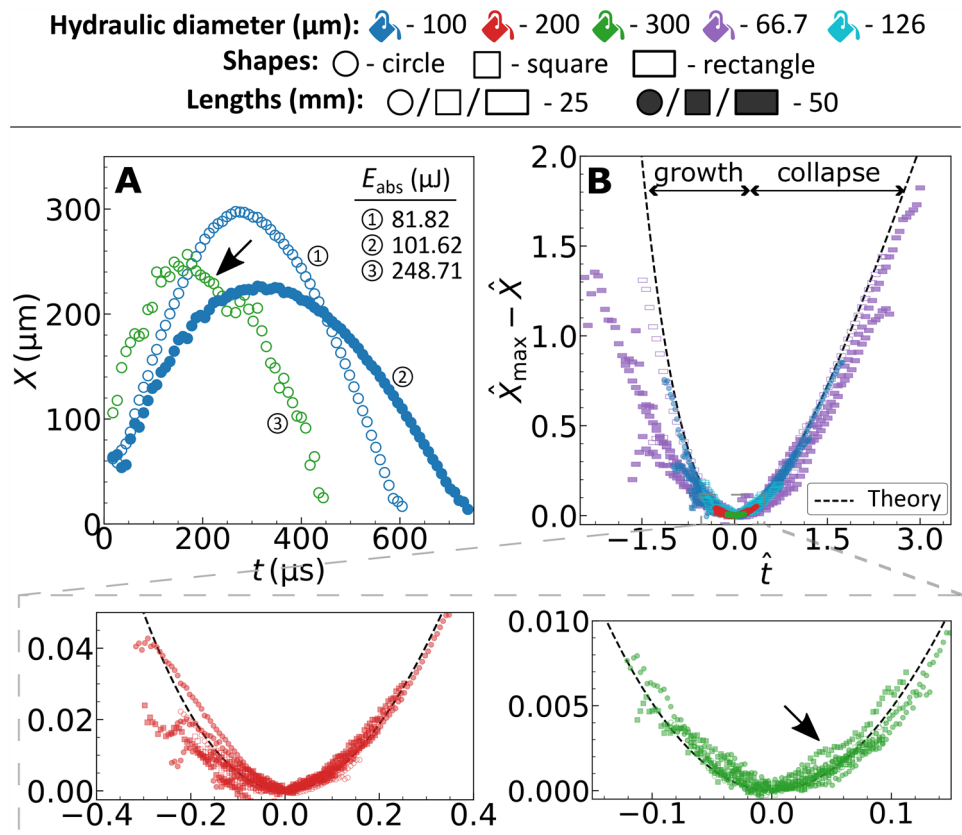 Hydraulic diameter (μm): - 100 - 200 - 300 - 66.7 - 126
Shapes: - circle - square - rectangle
Lengths (mm): / / - 25 / / - 50
A
E_abs (μJ)
① 81.82
② 101.62
③ 248.71
①
②
③
300
200
100
0
X (μm)
0 200 400 600
t (μs)
B
growth collapse
2.0
1.5
1.0
0.5
0.0
X̂_max − X̂
Theory
−1.5 0.0 1.5 3.0
t̂
0.04
0.02
0.00
−0.4 −0.2 0.0 0.2 0.4
0.010
0.005
0.000
−0.1 0.0 0.1